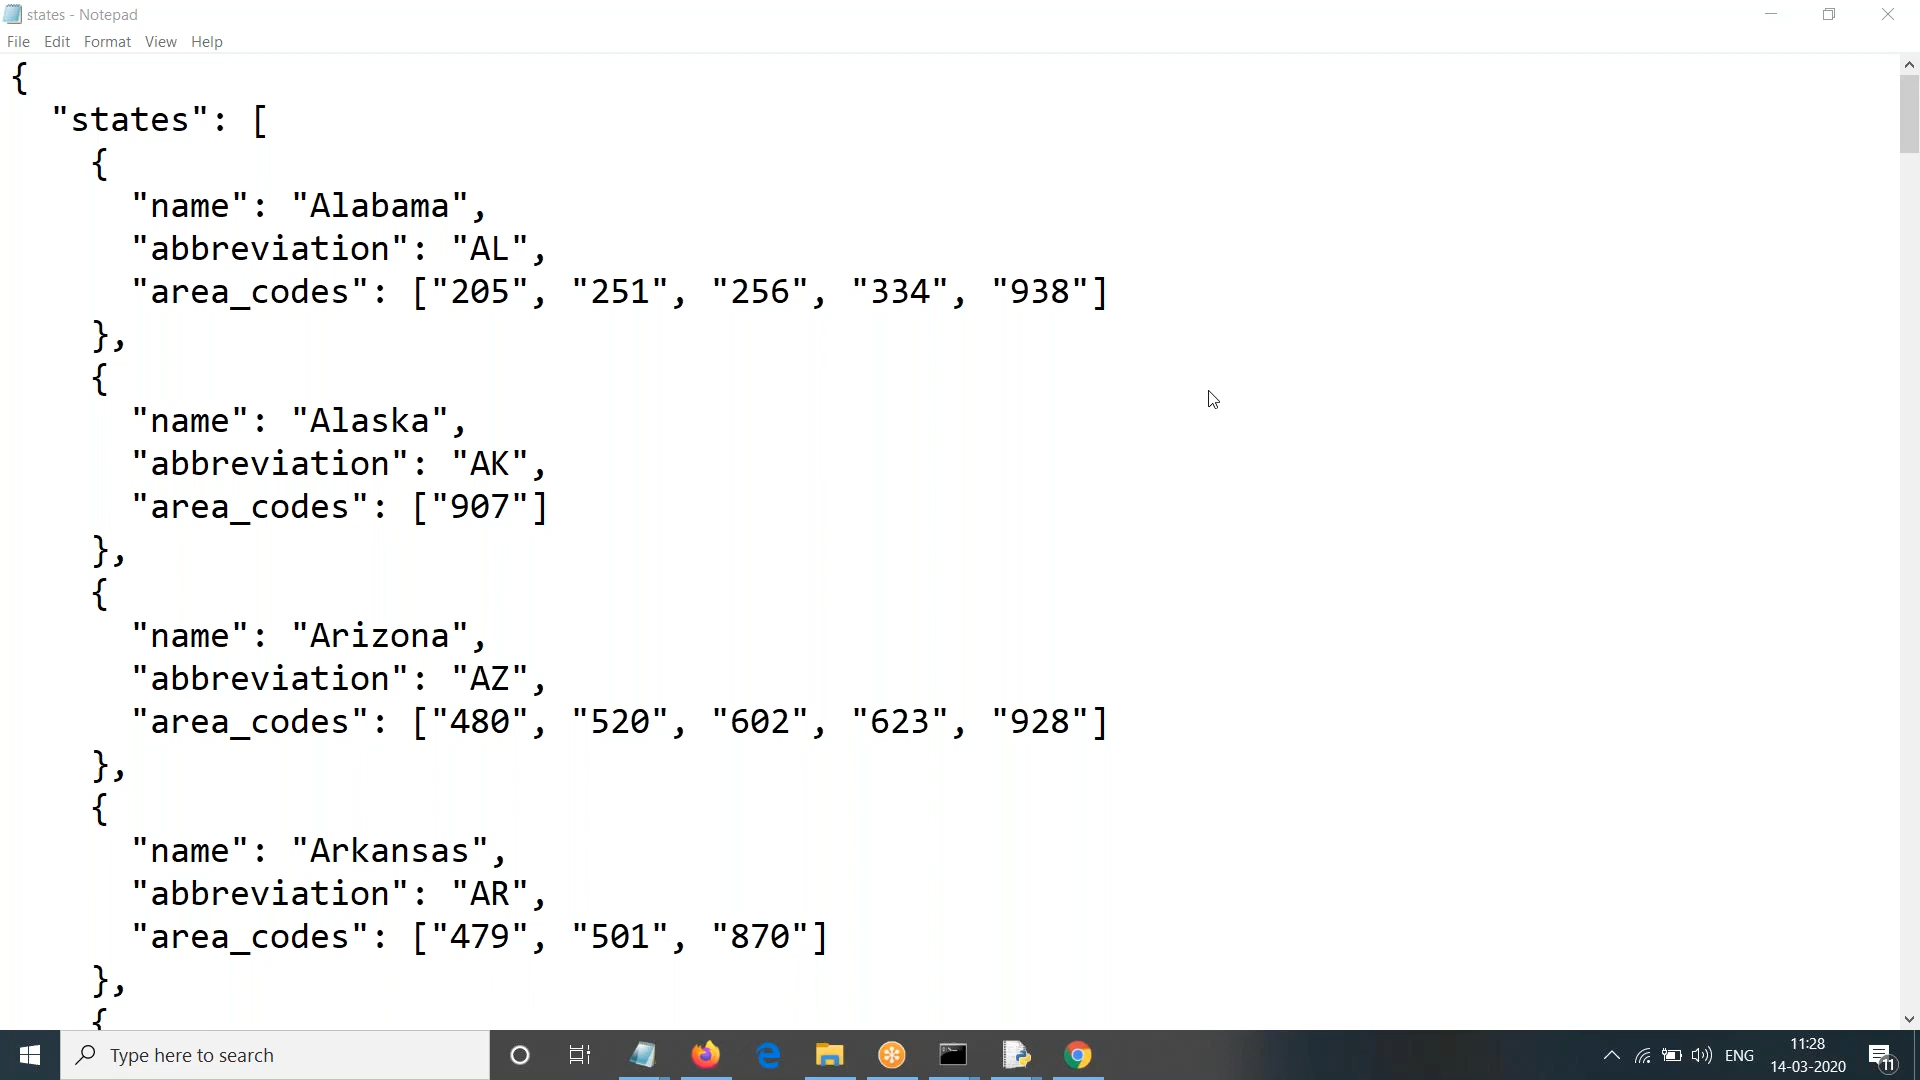 states - Notepad
File Edit Format View Help
{
  "states": [
    {
      "name": "Alabama",
      "abbreviation": "AL",
      "area_codes": ["205", "251", "256", "334", "938"]
    },
    {
      "name": "Alaska",
      "abbreviation": "AK",
      "area_codes": ["907"]
    },
    {
      "name": "Arizona",
      "abbreviation": "AZ",
      "area_codes": ["480", "520", "602", "623", "928"]
    },
    {
      "name": "Arkansas",
      "abbreviation": "AR",
      "area_codes": ["479", "501", "870"]
    },
    {
Type here to search
ENG
11:28
14-03-2020
11